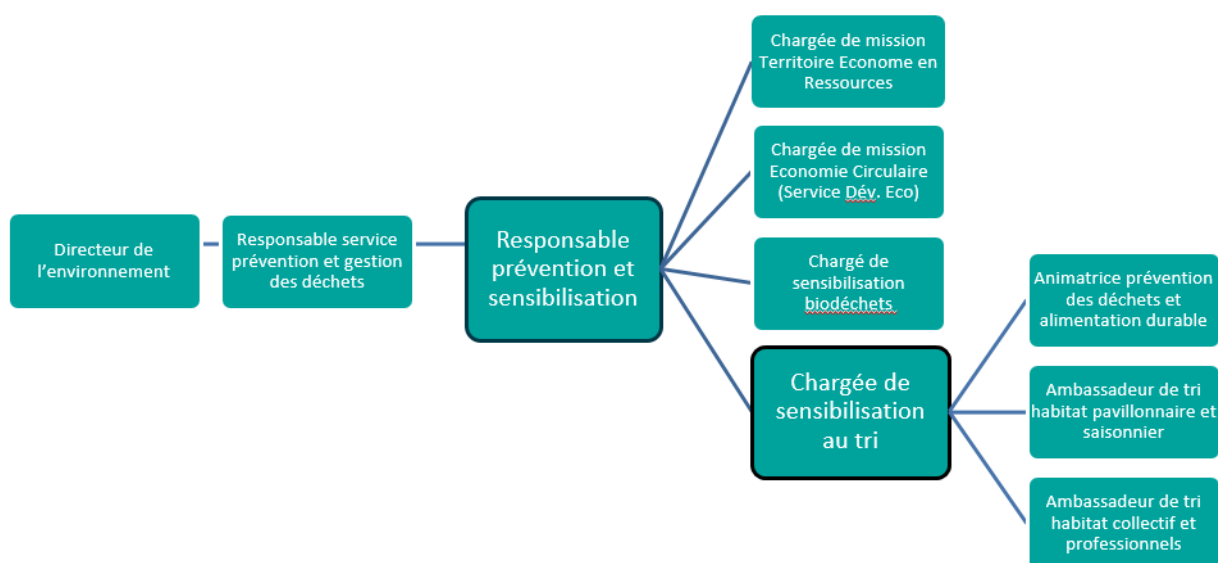 Directeur de
l'environnement
Responsable service
prévention et gestion
des déchets
Responsable
prévention et
sensibilisation
Chargée de mission
Territoire Econome en
Ressources
Chargée de mission
Economie Circulaire
(Service Dév. Eco)
Chargé de
sensibilisation
biodéchets
Chargée de
sensibilisation
au tri
Animatrice prévention
des déchets et
alimentation durable
Ambassadeur de tri
habitat pavillonnaire et
saisonnier
Ambassadeur de tri
habitat collectif et
professionnels